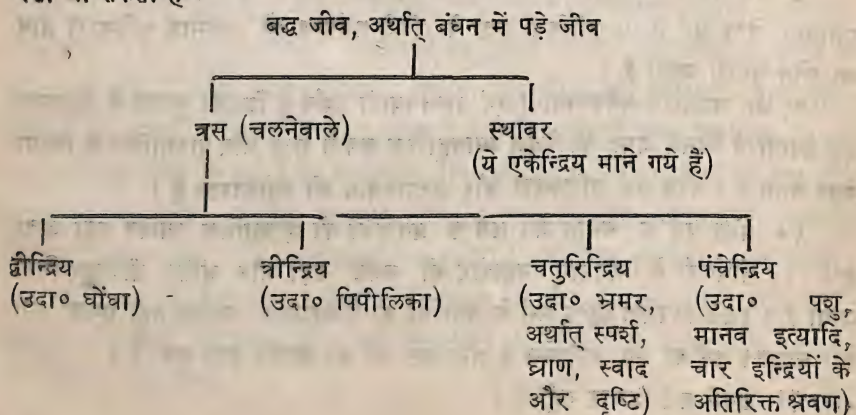 बद्ध जीव, अर्थात् बंधन में पड़े जीव
त्रस (चलनेवाले) स्थावर
(ये एकेन्द्रिय माने गये हैं)
द्वीन्द्रिय त्रीन्द्रिय चतुरिन्द्रिय पंचेन्द्रिय
(उदा० घोंघा) (उदा० पिपीलिका) (उदा० भ्रमर, (उदा० पशु,
अर्थात् स्पर्श, मानव इत्यादि,
घ्राण, स्वाद चार इन्द्रियों के
और दृष्टि) अतिरिक्त श्रवण)